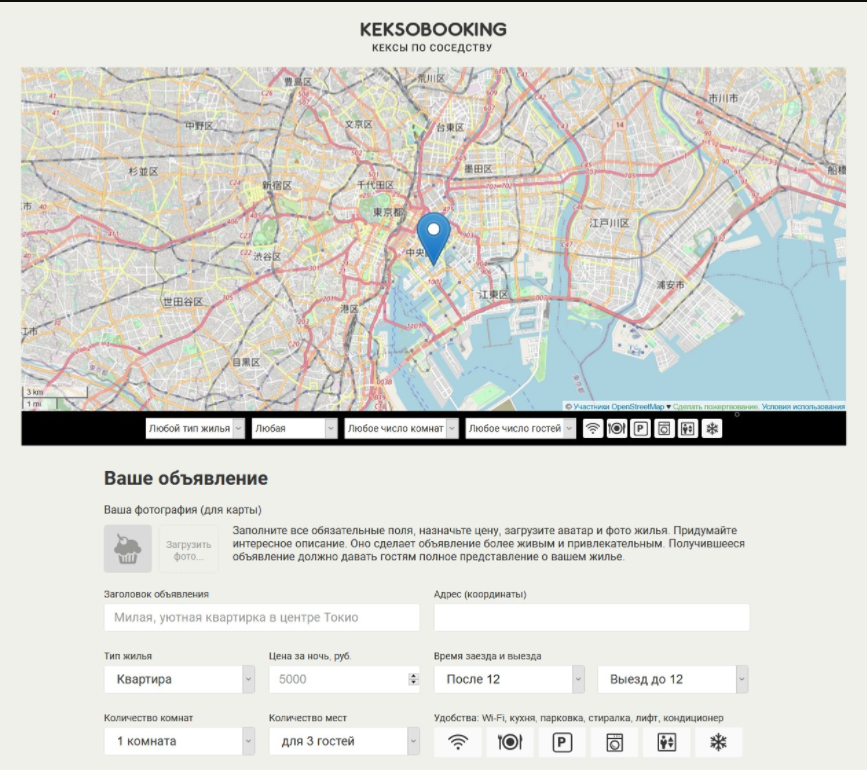 KEKSOBOOKING
КЕКСЫ ПО СОСЕДСТВУ
豊島区
荒川区
市川市
中野区
文京区
台東区
14
杉並区
墨田区
新宿区
千代田区
東京都
江戸川区
渋谷区
中央
浦安市
世田谷区
港区
江東区
目黒区
3 km
1 mi
© Участники OpenStreetMap ♥ Сделать пожертвование. Условия использования
Любой тип жилья Любая Любое число комнат Любое число гостей P
Ваше объявление
Ваша фотография (для карты)
Загрузить
фото...
Заполните все обязательные поля, назначьте цену, загрузите аватар и фото жилья. Придумайте
интересное описание. Оно сделает объявление более живым и привлекательным. Получившееся
объявление должно давать гостям полное представление о вашем жилье.
Заголовок объявления Адрес (координаты)
Милая, уютная квартирка в центре Токио
Тип жилья Цена за ночь, руб. Время заезда и выезда
Квартира 5000 После 12 Выезд до 12
Количество комнат Количество мест Удобства: Wi-Fi, кухня, парковка, стиралка, лифт, кондиционер
1 комната для 3 гостей P